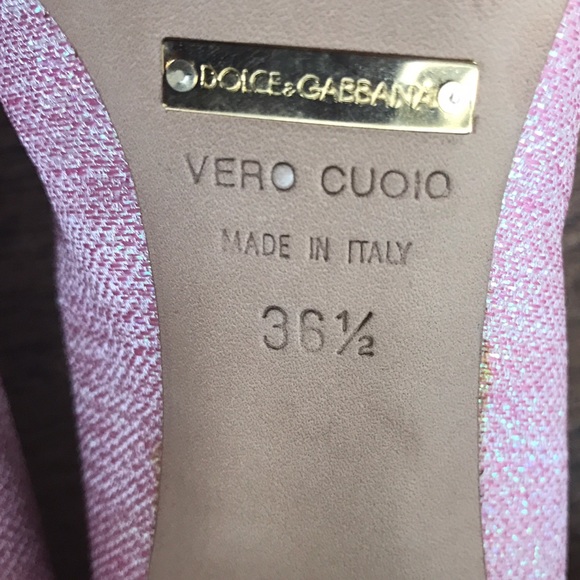 DOLCE&GABBANA
VERO CUOIO
MADE IN ITALY
36½